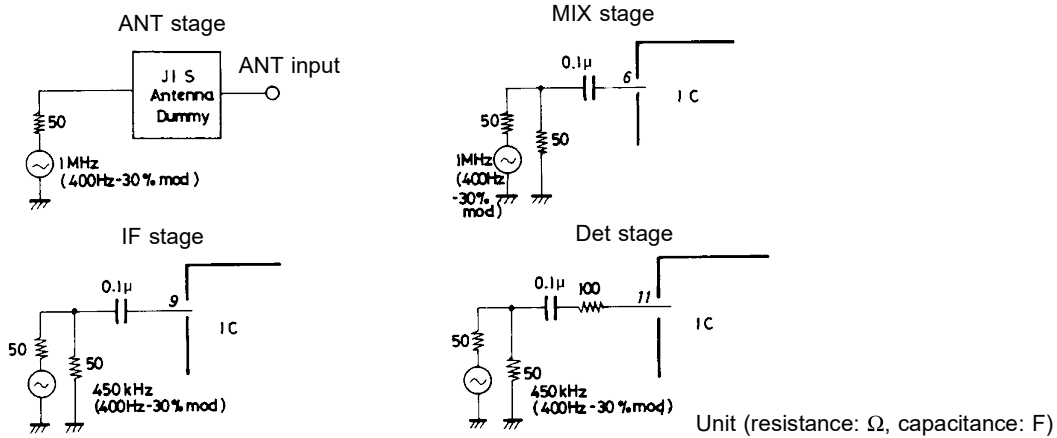 ANT stage
JIS
Antenna
Dummy
ANT input
50
1MHz
(400Hz-30% mod)
MIX stage
0.1μ
6
IC
50
50
1MHz
(400Hz
-30%
mod)
IF stage
0.1μ
9
IC
50
50
450kHz
(400Hz-30% mod)
Det stage
0.1μ
100
11
IC
50
50
450kHz
(400Hz-30% mod)
Unit (resistance: Ω, capacitance: F)